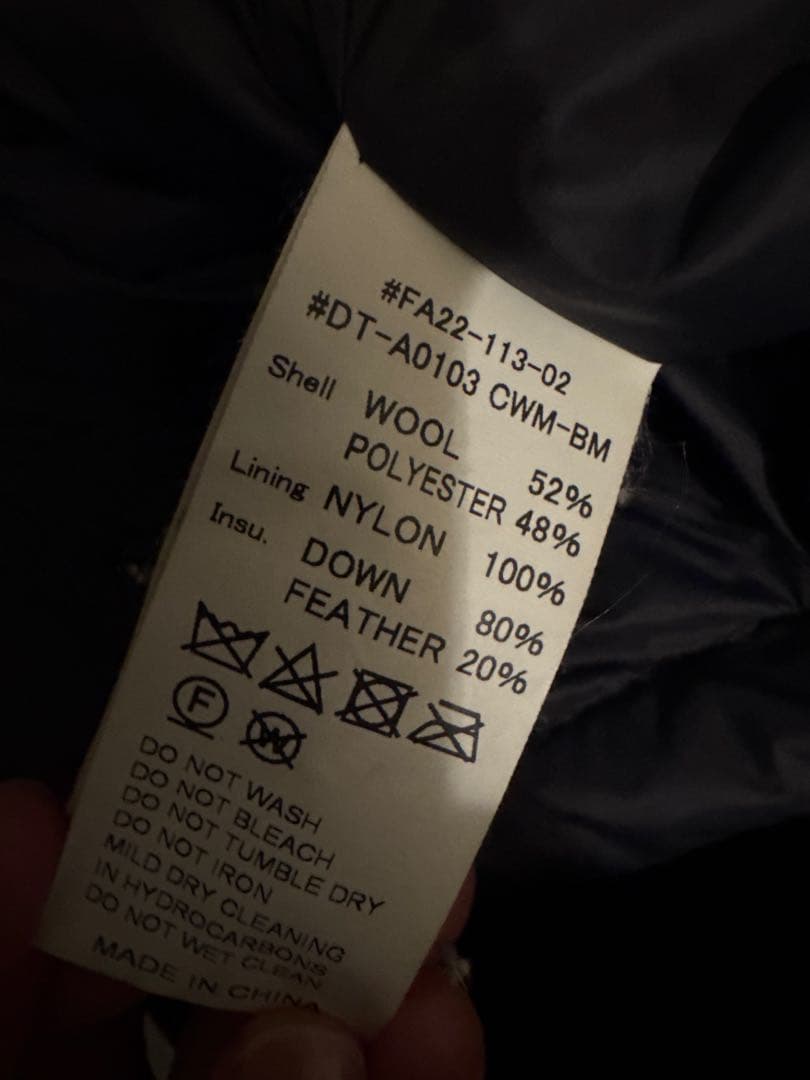 #FA22-113-02
#DT-A0103 CWM-BM
Shell WOOL 52%
POLYESTER 48%
Lining NYLON 100%
Insu. DOWN 80%
FEATHER 20%
F
W
DO NOT WASH
DO NOT BLEACH
DO NOT TUMBLE DRY
DO NOT IRON
MILD DRY CLEANING
IN HYDROCARBONS
DO NOT WET CLEAN
MADE IN CHINA